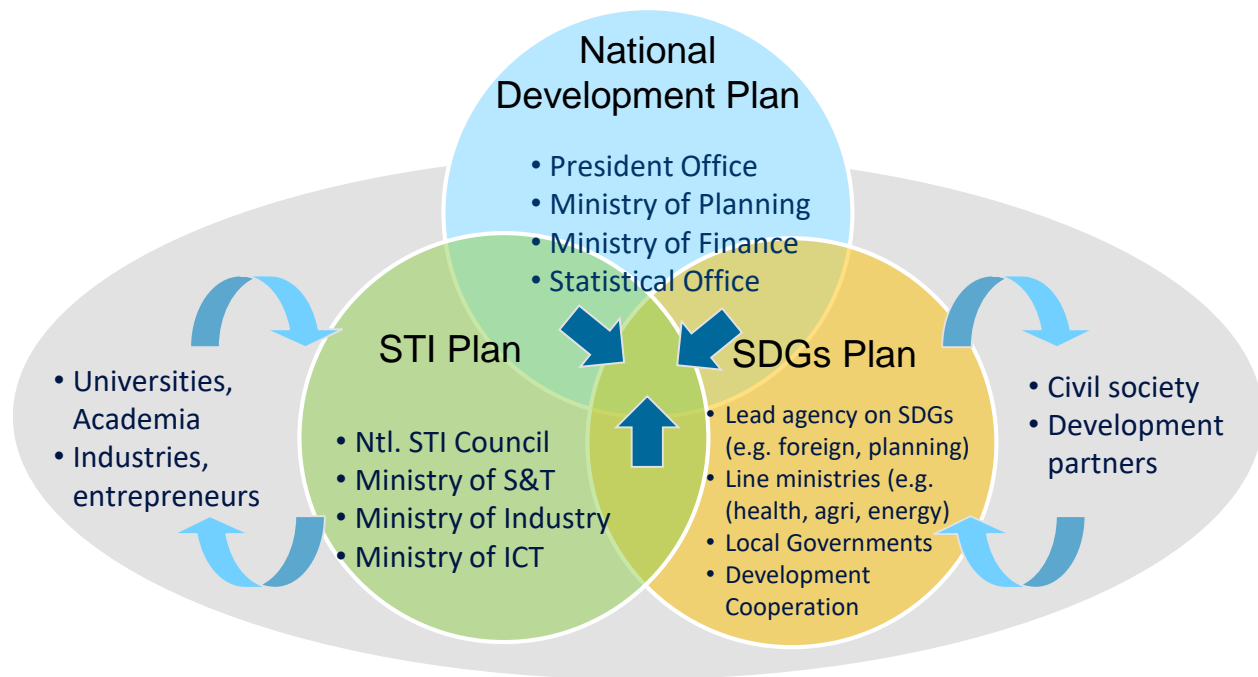 National
Development Plan
• President Office
• Ministry of Planning
• Ministry of Finance
• Statistical Office
STI Plan
• Ntl. STI Council
• Ministry of S&T
• Ministry of Industry
• Ministry of ICT
SDGs Plan
• Lead agency on SDGs
(e.g. foreign, planning)
• Line ministries (e.g.
(health, agri, energy)
• Local Governments
• Development
Cooperation
• Universities,
Academia
• Industries,
entrepreneurs
• Civil society
• Development
partners